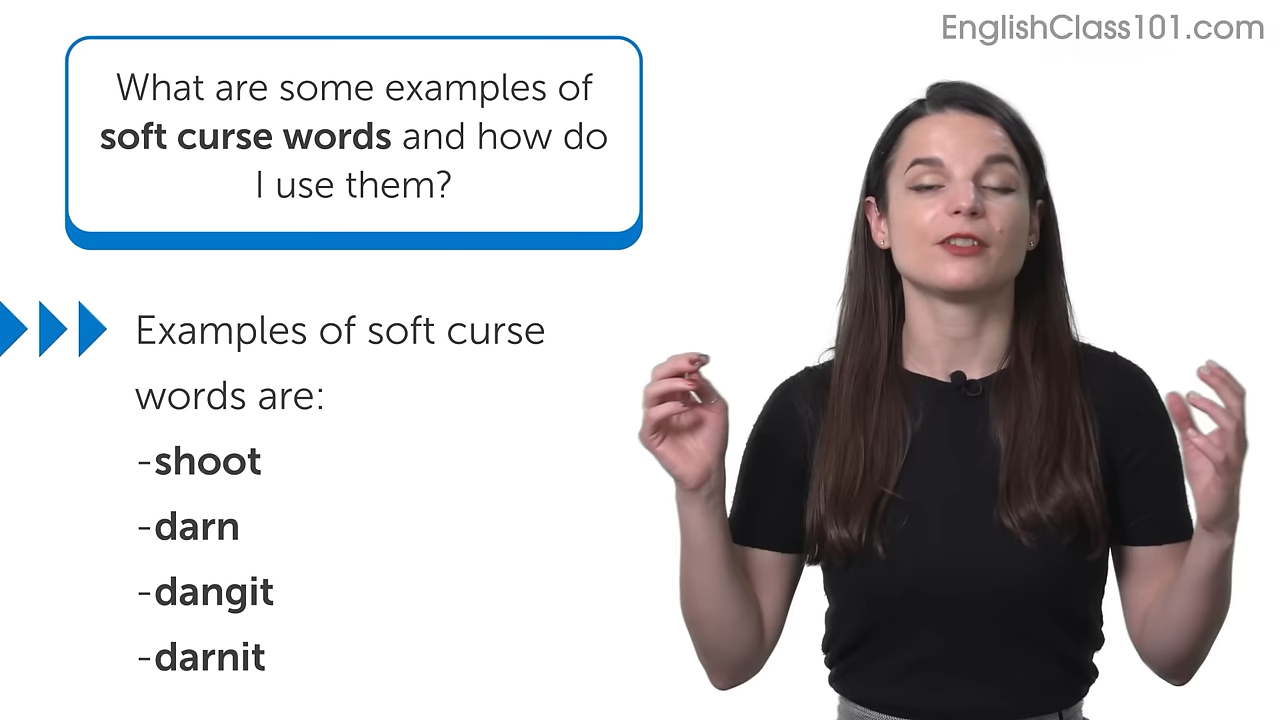 EnglishClass101.com
What are some examples of
soft curse words and how do
I use them?
Examples of soft curse
words are:
-shoot
-darn
-dangit
-darnit